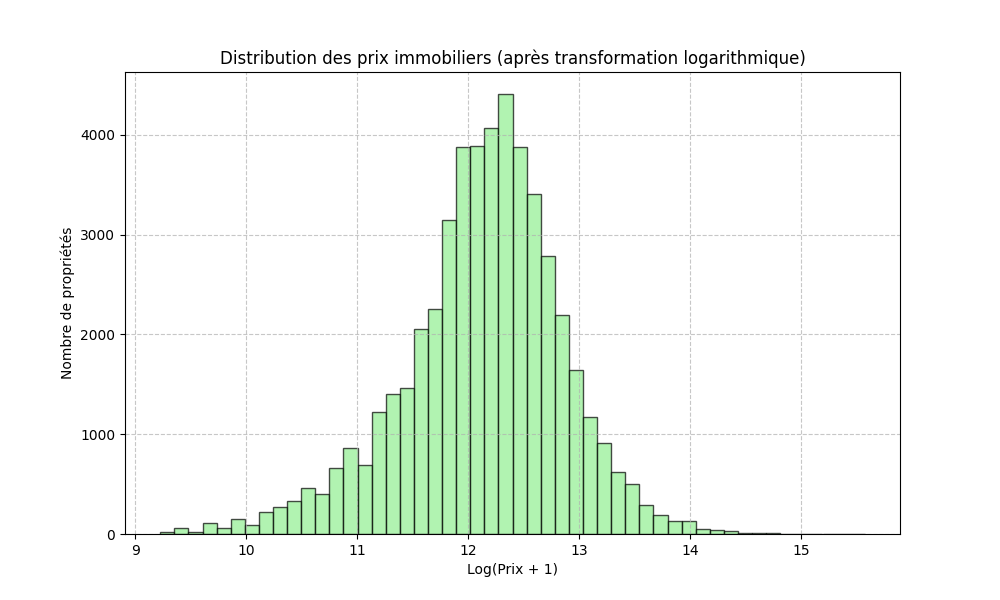 Distribution des prix immobiliers (après transformation logarithmique)
Nombre de propriétés
4000
3000
2000
1000
0
9 10 11 12 13 14 15
Log(Prix + 1)